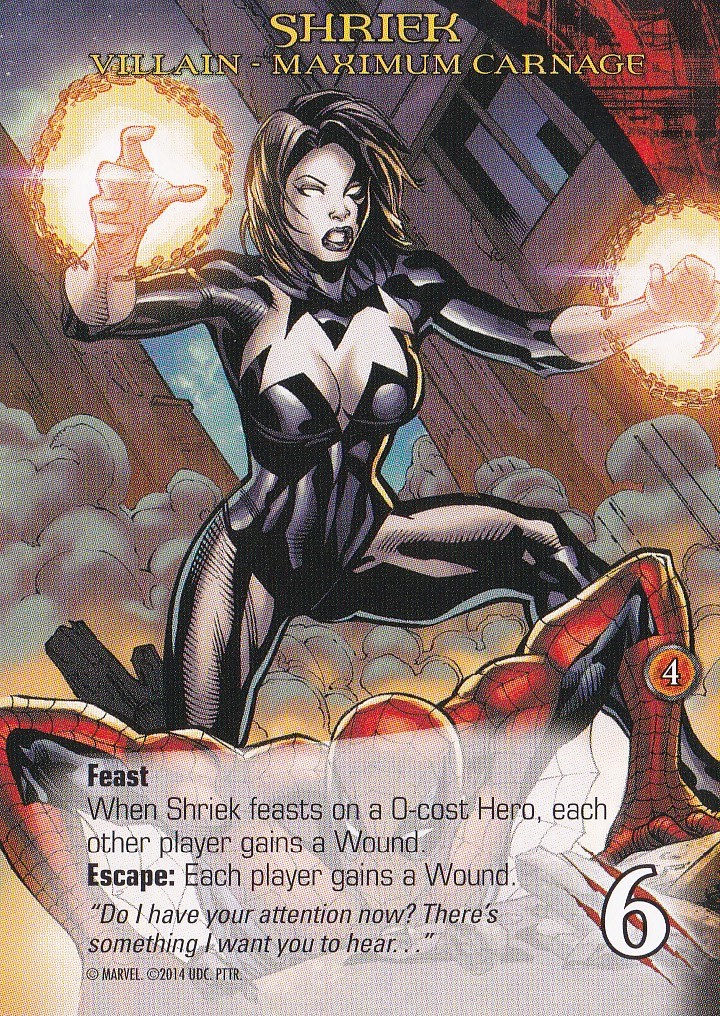 SHRIEK
VILLAIN - MAXIMUM CARNAGE
4
Feast
When Shriek feasts on a 0-cost Hero, each
other player gains a Wound.
Escape: Each player gains a Wound.
6
“Do I have your attention now? There’s
something I want you to hear. . .”
© MARVEL. ©2014 UDC. PTTR.